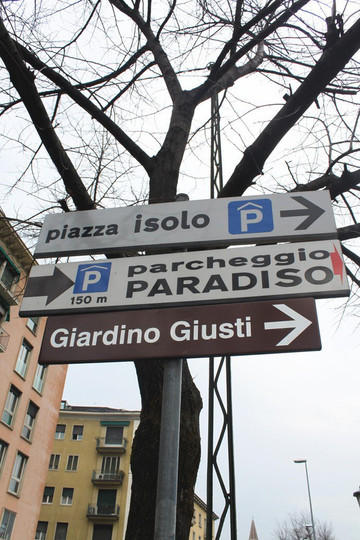 piazza isolo P
P parcheggio
150 m PARADISO
Giardino Giusti